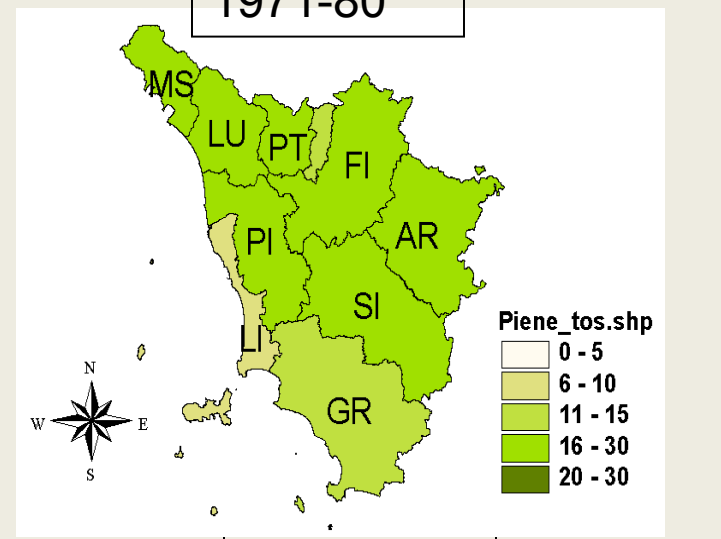 1971-80
MS
LU
PT
FI
PI
AR
SI
LI
GR
N
W
E
S
Piene_tos.shp
0 - 5
6 - 10
11 - 15
16 - 30
20 - 30